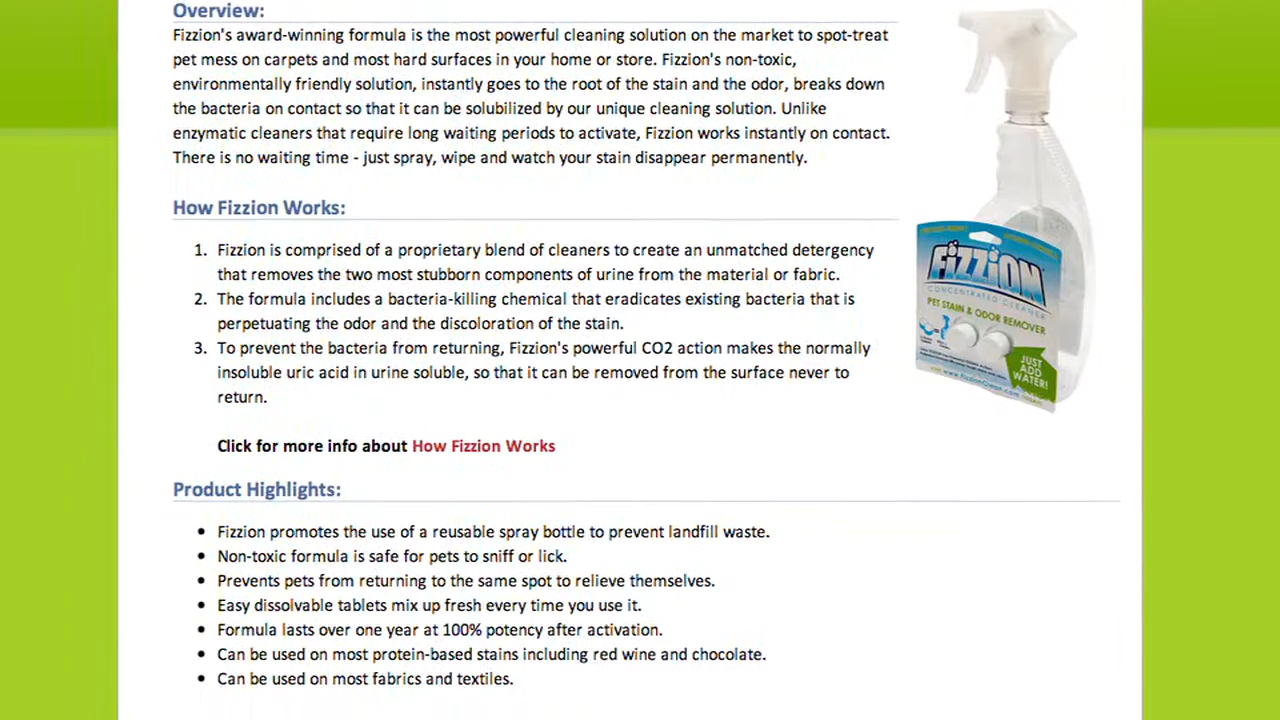 Overview:
Fizzion's award-winning formula is the most powerful cleaning solution on the market to spot-treat
pet mess on carpets and most hard surfaces in your home or store. Fizzion's non-toxic,
environmentally friendly solution, instantly goes to the root of the stain and the odor, breaks down
the bacteria on contact so that it can be solubilized by our unique cleaning solution. Unlike
enzymatic cleaners that require long waiting periods to activate, Fizzion works instantly on contact.
There is no waiting time - just spray, wipe and watch your stain disappear permanently.
How Fizzion Works:
1. Fizzion is comprised of a proprietary blend of cleaners to create an unmatched detergency
that removes the two most stubborn components of urine from the material or fabric.
2. The formula includes a bacteria-killing chemical that eradicates existing bacteria that is
perpetuating the odor and the discoloration of the stain.
3. To prevent the bacteria from returning, Fizzion's powerful CO2 action makes the normally
insoluble uric acid in urine soluble, so that it can be removed from the surface never to
return.
Click for more info about How Fizzion Works
FiZZiON
CONCENTRATED CLEANER
PET STAIN & ODOR REMOVER
JUST
ADD
WATER!
Product Highlights:
• Fizzion promotes the use of a reusable spray bottle to prevent landfill waste.
• Non-toxic formula is safe for pets to sniff or lick.
• Prevents pets from returning to the same spot to relieve themselves.
• Easy dissolvable tablets mix up fresh every time you use it.
• Formula lasts over one year at 100% potency after activation.
• Can be used on most protein-based stains including red wine and chocolate.
• Can be used on most fabrics and textiles.